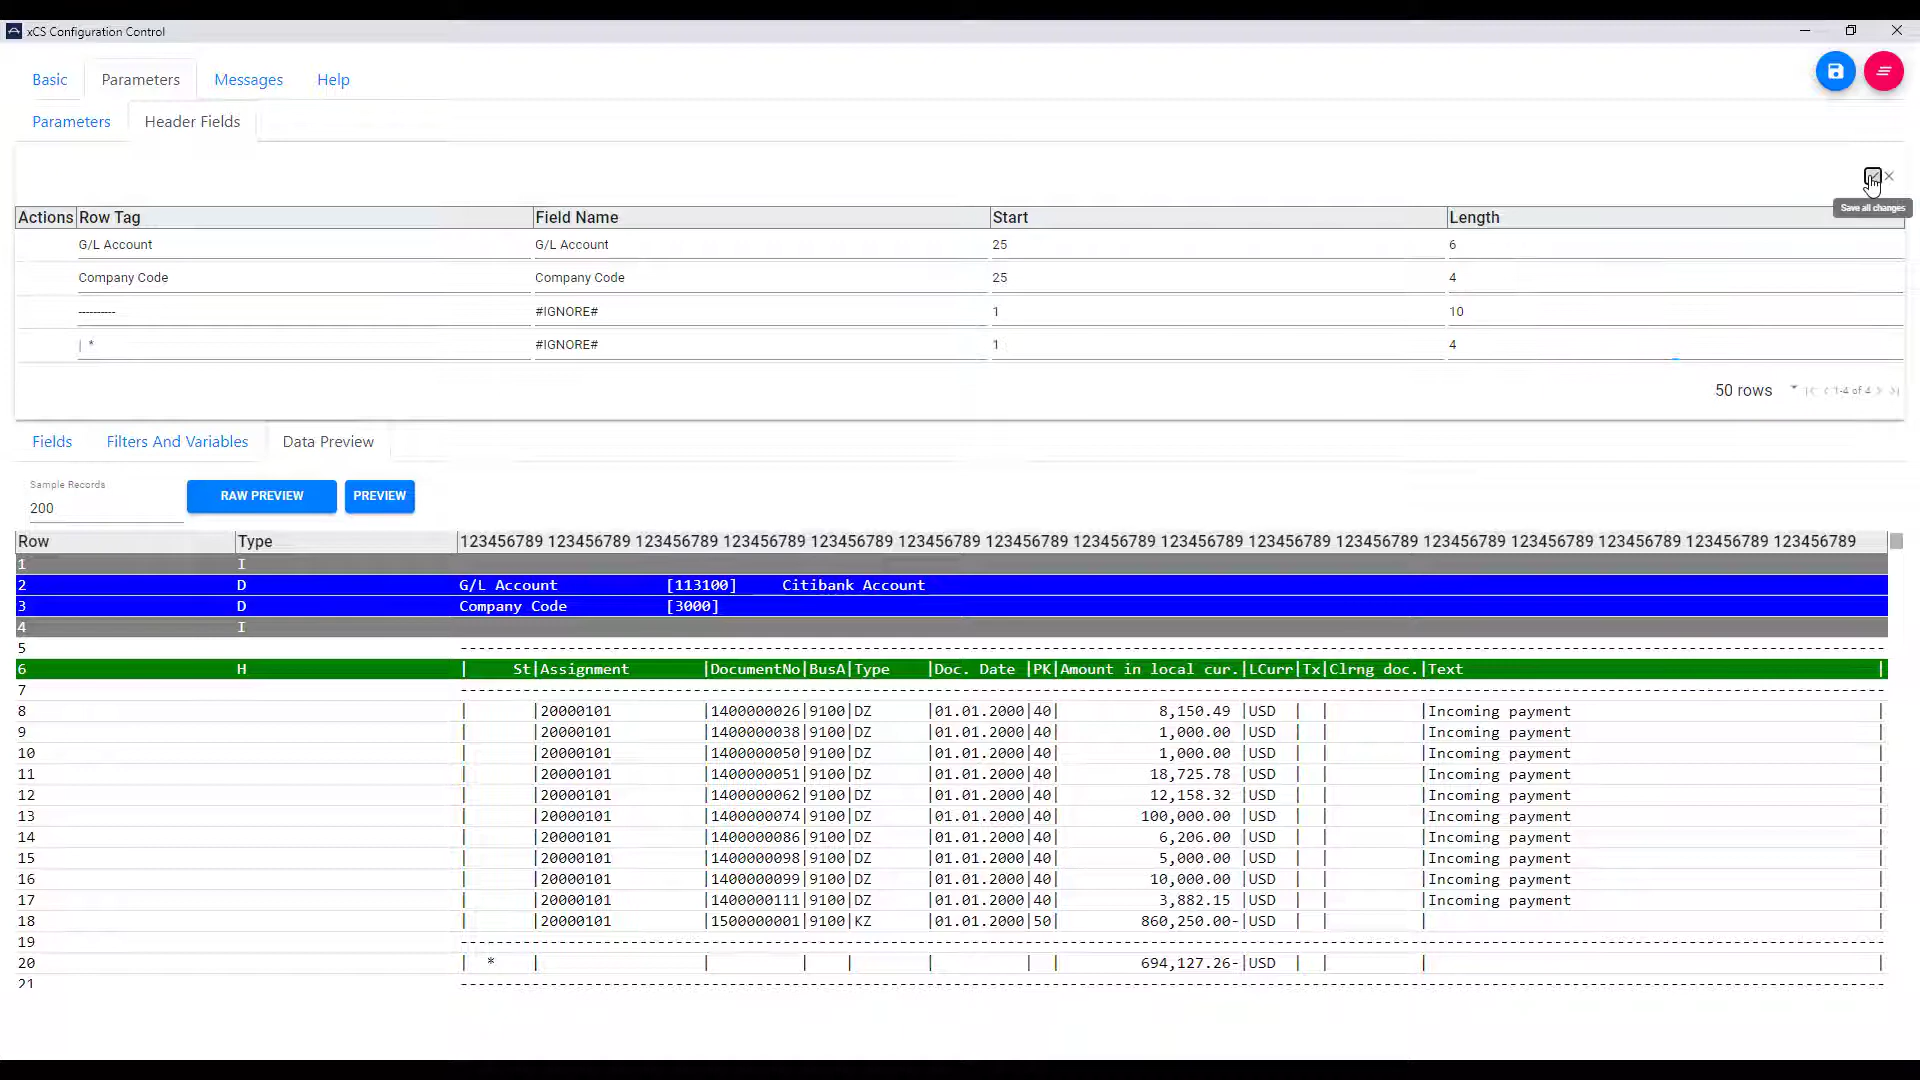 xCS Configuration Control
Basic Parameters Messages Help
Parameters Header Fields
Save all changes
Actions Row Tag Field Name Start Length
G/L Account G/L Account 25 6
Company Code Company Code 25 4
---------- #IGNORE# 1 10
| * #IGNORE# 1 4
50 rows 1-4 of 4
Fields Filters And Variables Data Preview
Sample Records
200 RAW PREVIEW PREVIEW
Row Type 123456789 123456789 123456789 123456789 123456789 123456789 123456789 123456789 123456789 123456789 123456789 123456789 123456789 123456789 123456789 123456789
1 I
2 D G/L Account [113100] Citibank Account
3 D Company Code [3000]
4 I
5 --------------------------------------------------------------------------------------------------------------------------------------------------------------
6 H | St|Assignment |DocumentNo|BusA|Type |Doc. Date |PK|Amount in local cur.|LCurr|Tx|Clrng doc.|Text |
7 --------------------------------------------------------------------------------------------------------------------------------------------------------------
8 | |20000101 |1400000026|9100|DZ |01.01.2000|40| 8,150.49 |USD | | |Incoming payment |
9 | |20000101 |1400000038|9100|DZ |01.01.2000|40| 1,000.00 |USD | | |Incoming payment |
10 | |20000101 |1400000050|9100|DZ |01.01.2000|40| 1,000.00 |USD | | |Incoming payment |
11 | |20000101 |1400000051|9100|DZ |01.01.2000|40| 18,725.78 |USD | | |Incoming payment |
12 | |20000101 |1400000062|9100|DZ |01.01.2000|40| 12,158.32 |USD | | |Incoming payment |
13 | |20000101 |1400000074|9100|DZ |01.01.2000|40| 100,000.00 |USD | | |Incoming payment |
14 | |20000101 |1400000086|9100|DZ |01.01.2000|40| 6,206.00 |USD | | |Incoming payment |
15 | |20000101 |1400000098|9100|DZ |01.01.2000|40| 5,000.00 |USD | | |Incoming payment |
16 | |20000101 |1400000099|9100|DZ |01.01.2000|40| 10,000.00 |USD | | |Incoming payment |
17 | |20000101 |1400000111|9100|DZ |01.01.2000|40| 3,882.15 |USD | | |Incoming payment |
18 | |20000101 |1500000001|9100|KZ |01.01.2000|50| 860,250.00-|USD | | | |
19 --------------------------------------------------------------------------------------------------------------------------------------------------------------
20 | * | | | | | | | 694,127.26-|USD | | | |
21 --------------------------------------------------------------------------------------------------------------------------------------------------------------